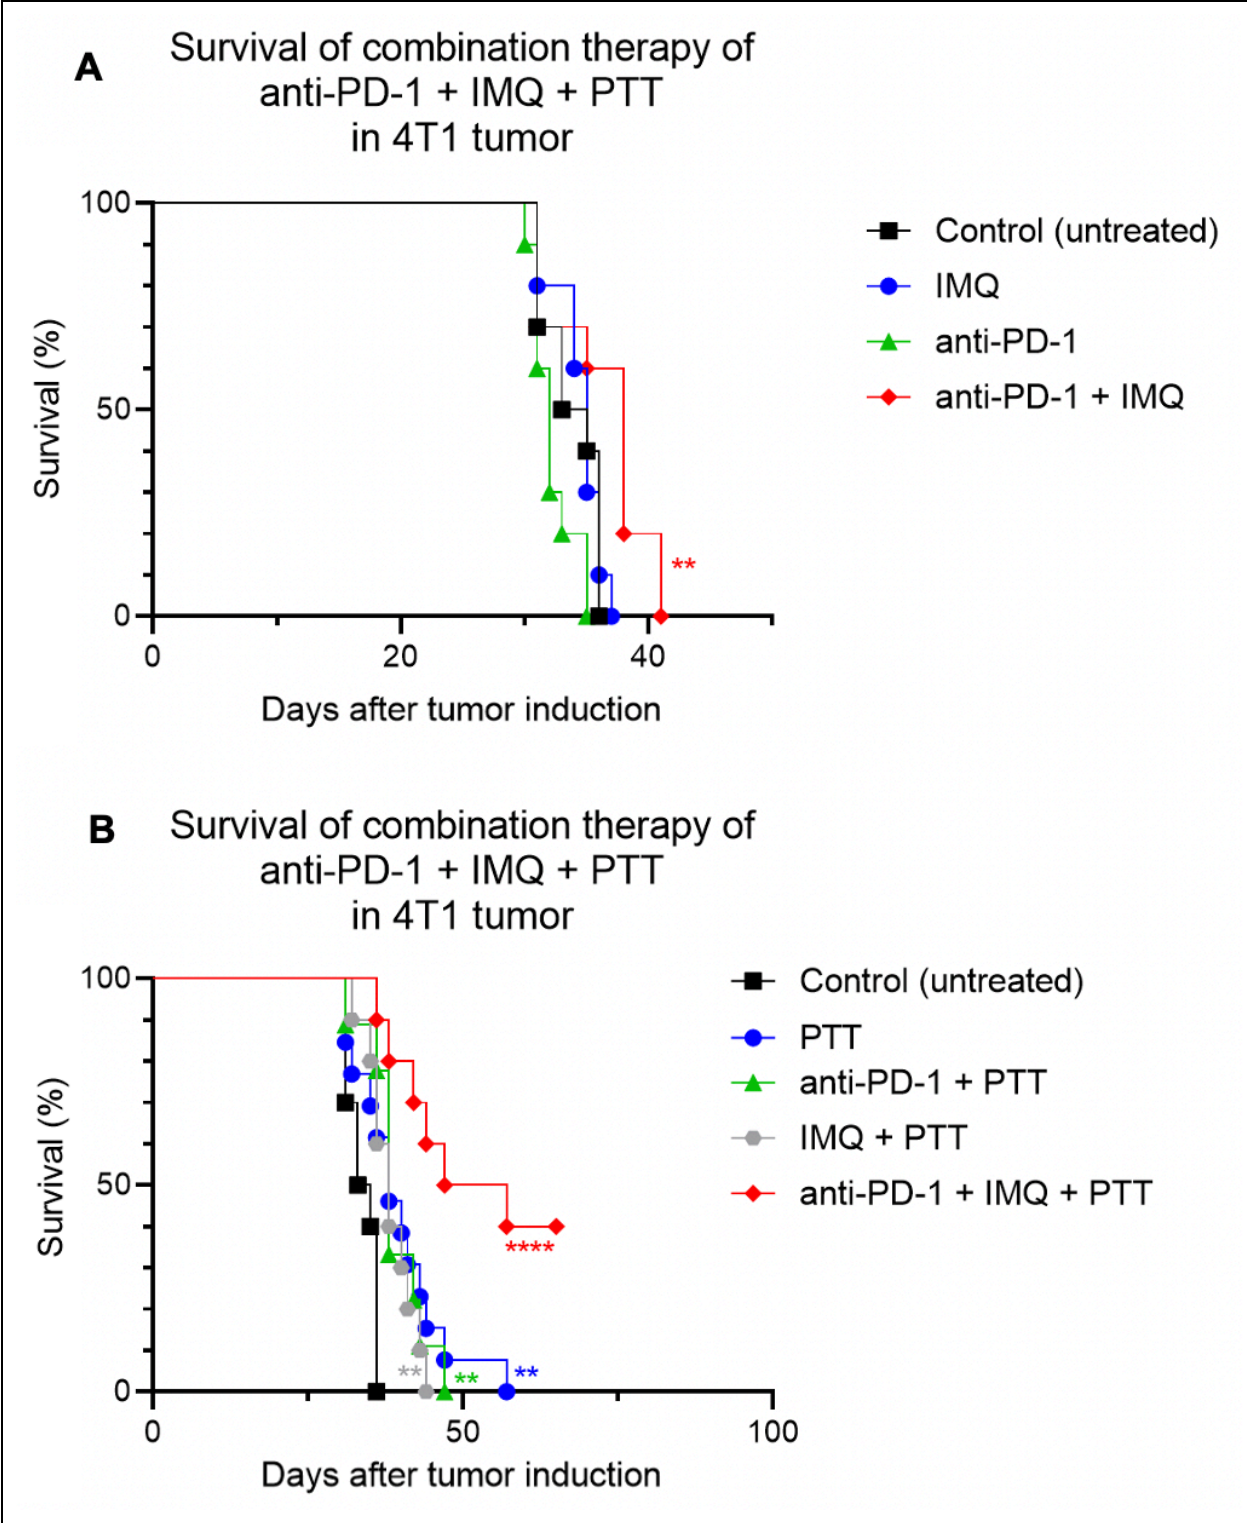 A
Survival of combination therapy of
anti-PD-1 + IMQ + PTT
in 4T1 tumor
100
50
0
Survival (%)
0
20
40
Days after tumor induction
**
Control (untreated)
IMQ
anti-PD-1
anti-PD-1 + IMQ
B
Survival of combination therapy of
anti-PD-1 + IMQ + PTT
in 4T1 tumor
100
50
0
Survival (%)
0
50
100
Days after tumor induction
****
**
**
**
Control (untreated)
PTT
anti-PD-1 + PTT
IMQ + PTT
anti-PD-1 + IMQ + PTT